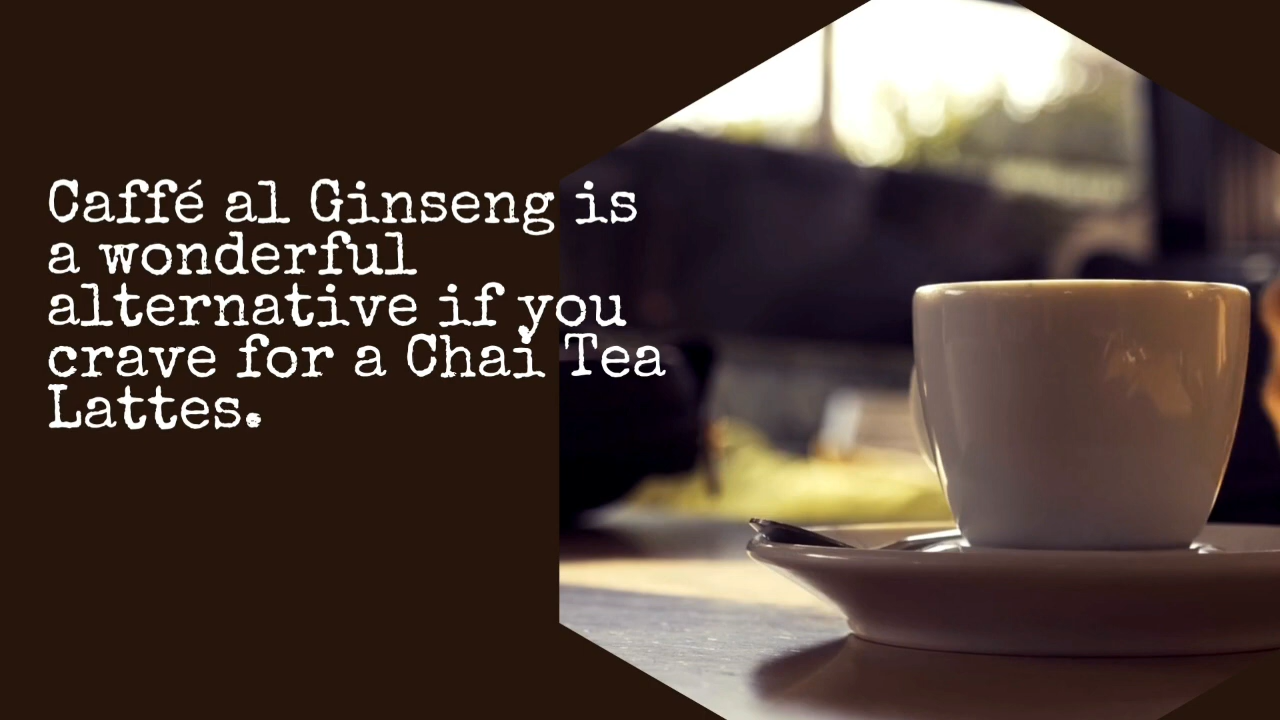 Caffé al Ginseng is
a wonderful
alternative if you
crave for a Chai Tea
Lattes.